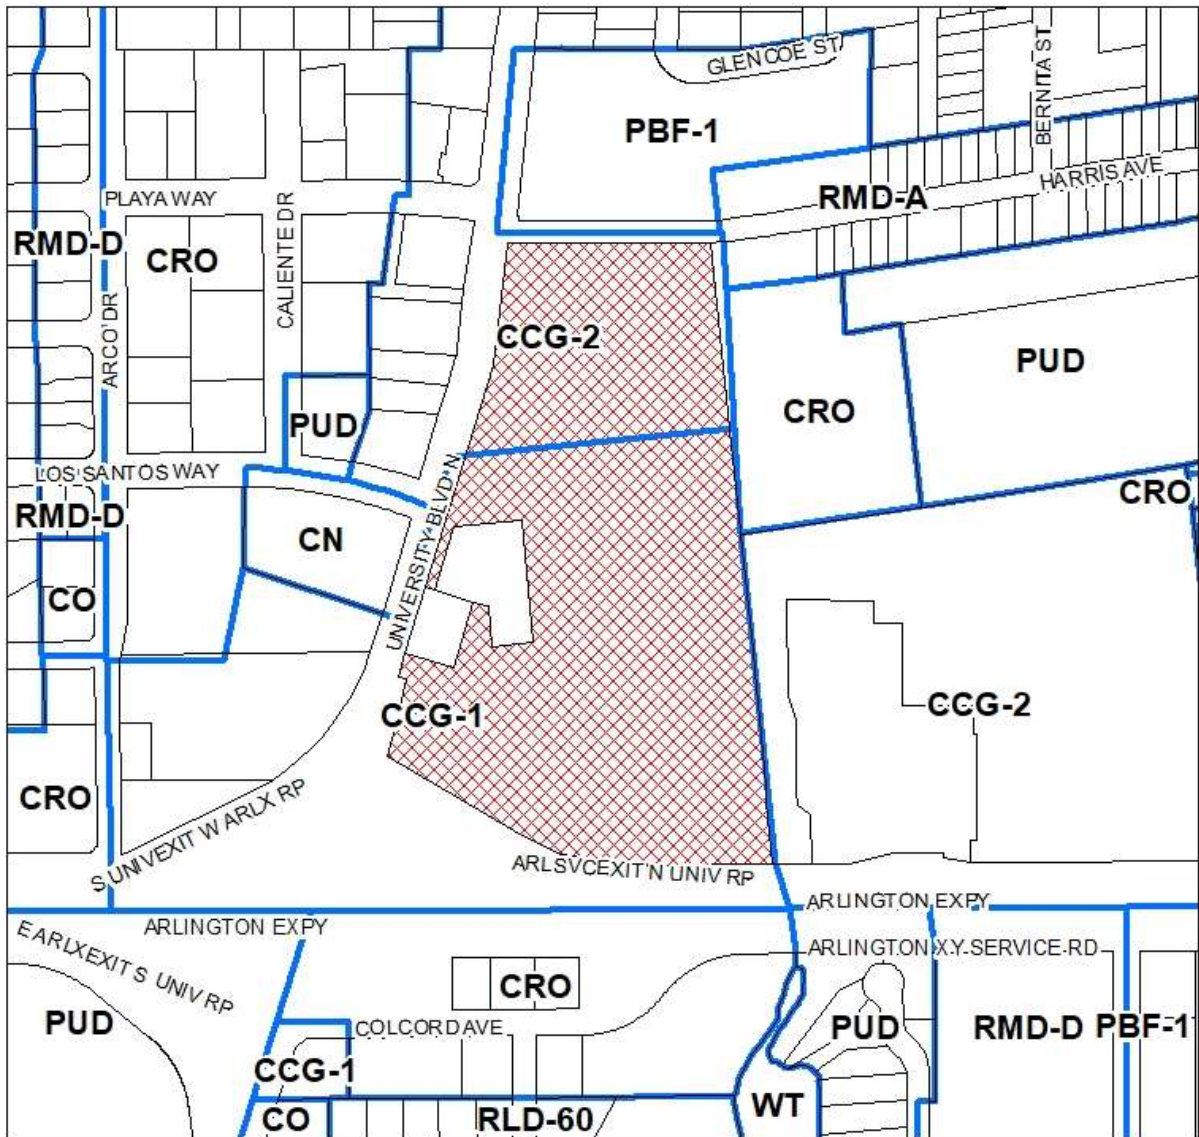 GLENCOE ST
BERNITA ST
PBF-1
HARRIS AVE
RMD-A
PLAYA WAY
RMD-D
CRO
CALIENTE DR
ARCO DR
CCG-2
PUD
CRO
PUD
LOS SANTOS WAY
UNIVERSITY BLVD N
CRO
RMD-D
CN
CO
CCG-1
CCG-2
CRO
S UNIVEXIT W ARLX RP
ARLSVCEXIT N UNIV RP
ARLINGTON EXPY
ARLINGTON EXPY
E ARLXEXIT S UNIV RP
ARLINGTON XY SERVICE RD
CRO
PUD
COLCORD AVE
PUD
RMD-D
PBF-1
CCG-1
CO
RLD-60
WT